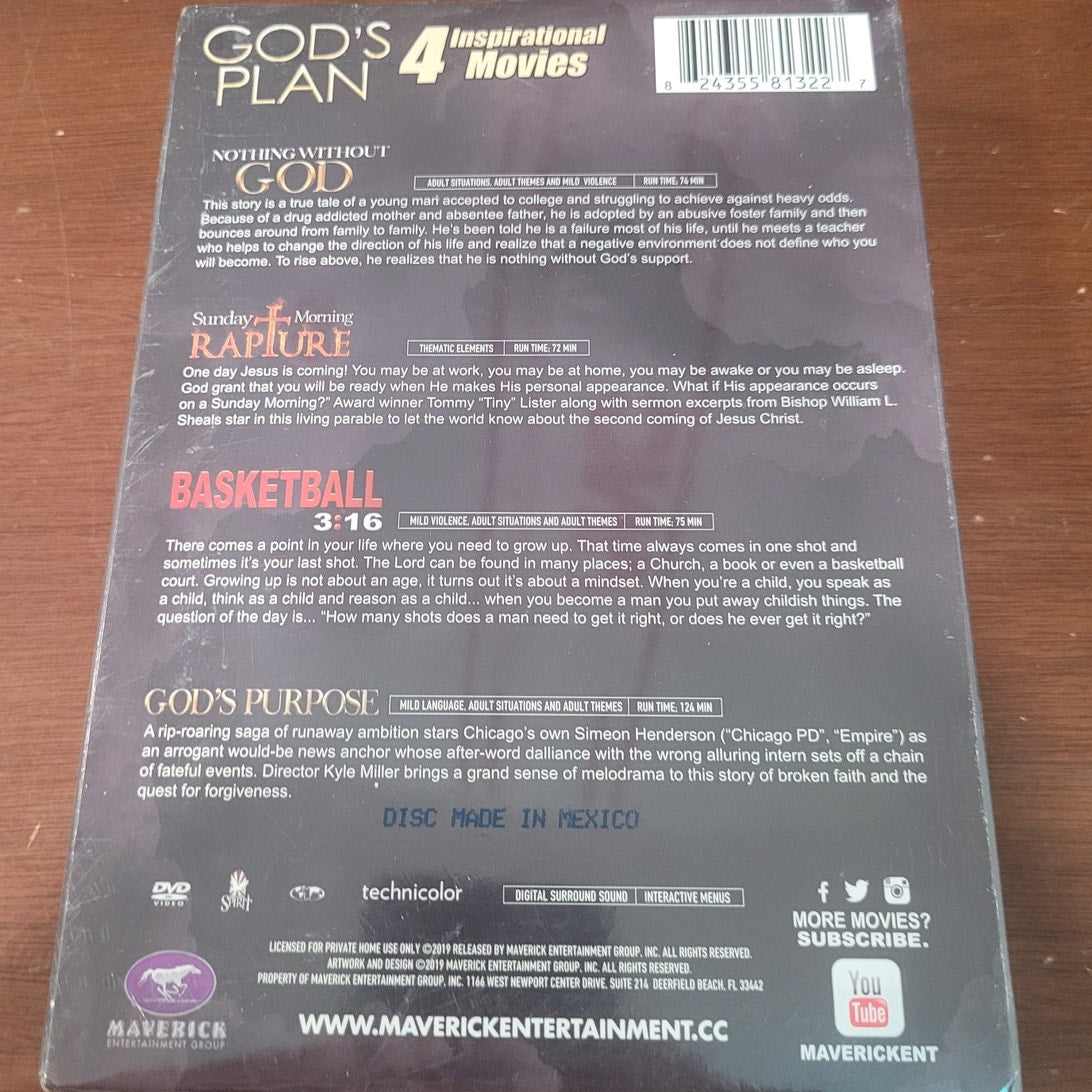 GOD'S
PLAN
4 Inspirational
Movies
8 24355 81322 7
NOTHING WITHOUT
GOD
ADULT SITUATIONS, ADULT THEMES AND MILD VIOLENCE RUN TIME: 74 MIN
This story is a true tale of a young man accepted to college and struggling to achieve against heavy odds.
Because of a drug addicted mother and absentee father, he is adopted by an abusive foster family and then
bounces around from family to family. He's been told he is a failure most of his life, until he meets a teacher
who helps to change the direction of his life and realize that a negative environment does not define who you
will become. To rise above, he realizes that he is nothing without God's support.
Sunday Morning
RAPTURE
THEMATIC ELEMENTS RUN TIME: 72 MIN
One day Jesus is coming! You may be at work, you may be at home, you may be awake or you may be asleep.
God grant that you will be ready when He makes His personal appearance. What if His appearance occurs
on a Sunday Morning?" Award winner Tommy "Tiny" Lister along with sermon excerpts from Bishop William L.
Sheals star in this living parable to let the world know about the second coming of Jesus Christ.
BASKETBALL
3:16
MILD VIOLENCE, ADULT SITUATIONS AND ADULT THEMES RUN TIME: 75 MIN
There comes a point in your life where you need to grow up. That time always comes in one shot and
sometimes it's your last shot. The Lord can be found in many places; a Church, a book or even a basketball
court. Growing up is not about an age, it turns out it's about a mindset. When you're a child, you speak as
a child, think as a child and reason as a child... when you become a man you put away childish things. The
question of the day is... "How many shots does a man need to get it right, or does he ever get it right?"
GOD'S PURPOSE
MILD LANGUAGE, ADULT SITUATIONS AND ADULT THEMES RUN TIME: 124 MIN
A rip-roaring saga of runaway ambition stars Chicago's own Simeon Henderson ("Chicago PD", "Empire") as
an arrogant would-be news anchor whose after-word dalliance with the wrong alluring intern sets off a chain
of fateful events. Director Kyle Miller brings a grand sense of melodrama to this story of broken faith and the
quest for forgiveness.
DISC MADE IN MEXICO
DVD
VIDEO
SPIRIT
technicolor
DIGITAL SURROUND SOUND INTERACTIVE MENUS
MORE MOVIES?
SUBSCRIBE.
You
Tube
MAVERICKENT
LICENSED FOR PRIVATE HOME USE ONLY ©2019 RELEASED BY MAVERICK ENTERTAINMENT GROUP, INC. ALL RIGHTS RESERVED.
ARTWORK AND DESIGN ©2019 MAVERICK ENTERTAINMENT GROUP, INC. ALL RIGHTS RESERVED.
PROPERTY OF MAVERICK ENTERTAINMENT GROUP, INC. 1166 WEST NEWPORT CENTER DRIVE, SUITE 214 DEERFIELD BEACH, FL 33442
MAVERICK
ENTERTAINMENT GROUP
WWW.MAVERICKENTERTAINMENT.CC